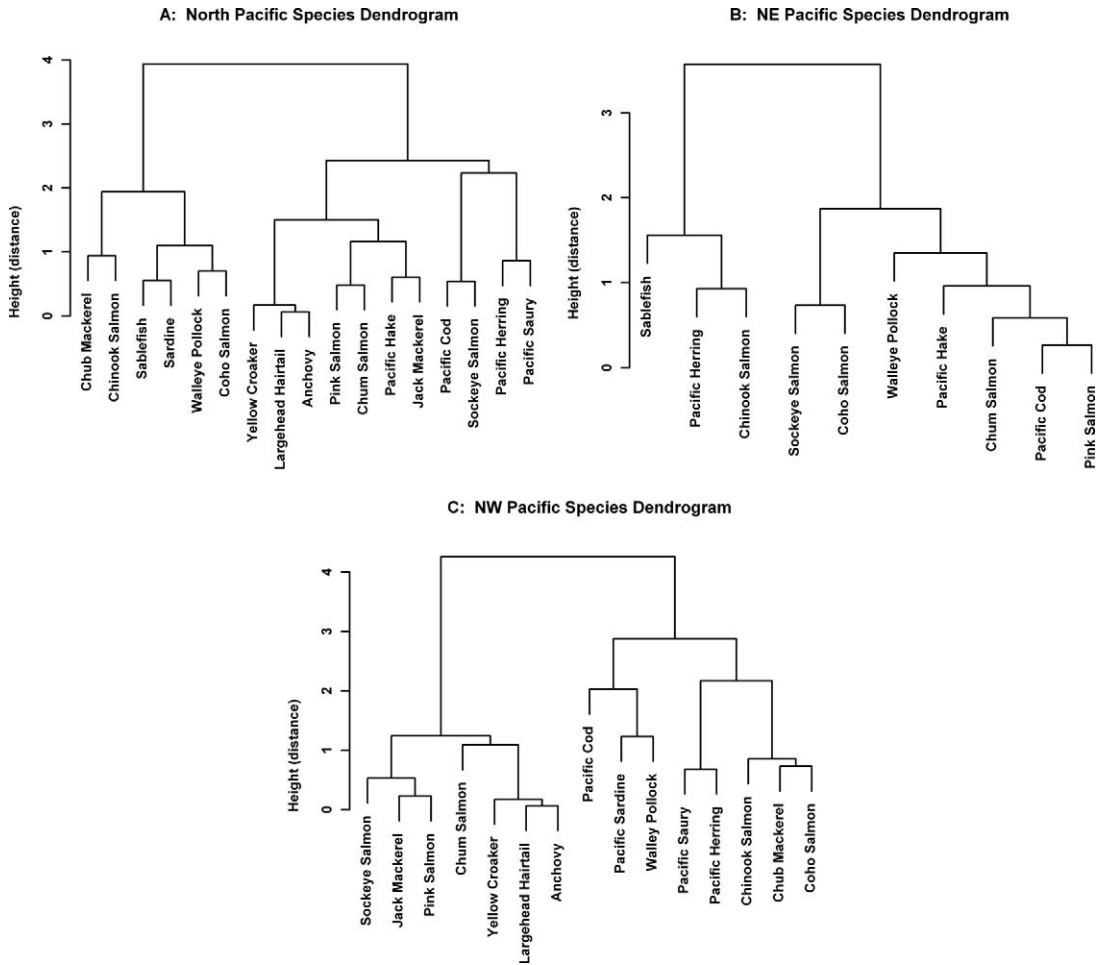 A: North Pacific Species Dendrogram
Height (distance)
4
3
2
1
0
Chub Mackerel
Chinook Salmon
Sablefish
Sardine
Walleye Pollock
Coho Salmon
Yellow Croaker
Largehead Hairtail
Anchovy
Pink Salmon
Chum Salmon
Pacific Hake
Jack Mackerel
Pacific Cod
Sockeye Salmon
Pacific Herring
Pacific Saury
B: NE Pacific Species Dendrogram
Height (distance)
3
2
1
0
Sablefish
Pacific Herring
Chinook Salmon
Sockeye Salmon
Coho Salmon
Walleye Pollock
Pacific Hake
Chum Salmon
Pacific Cod
Pink Salmon
C: NW Pacific Species Dendrogram
Height (distance)
4
3
2
1
0
Sockeye Salmon
Jack Mackerel
Pink Salmon
Chum Salmon
Yellow Croaker
Largehead Hairtail
Anchovy
Pacific Cod
Pacific Sardine
Walley Pollock
Pacific Saury
Pacific Herring
Chinook Salmon
Chub Mackerel
Coho Salmon